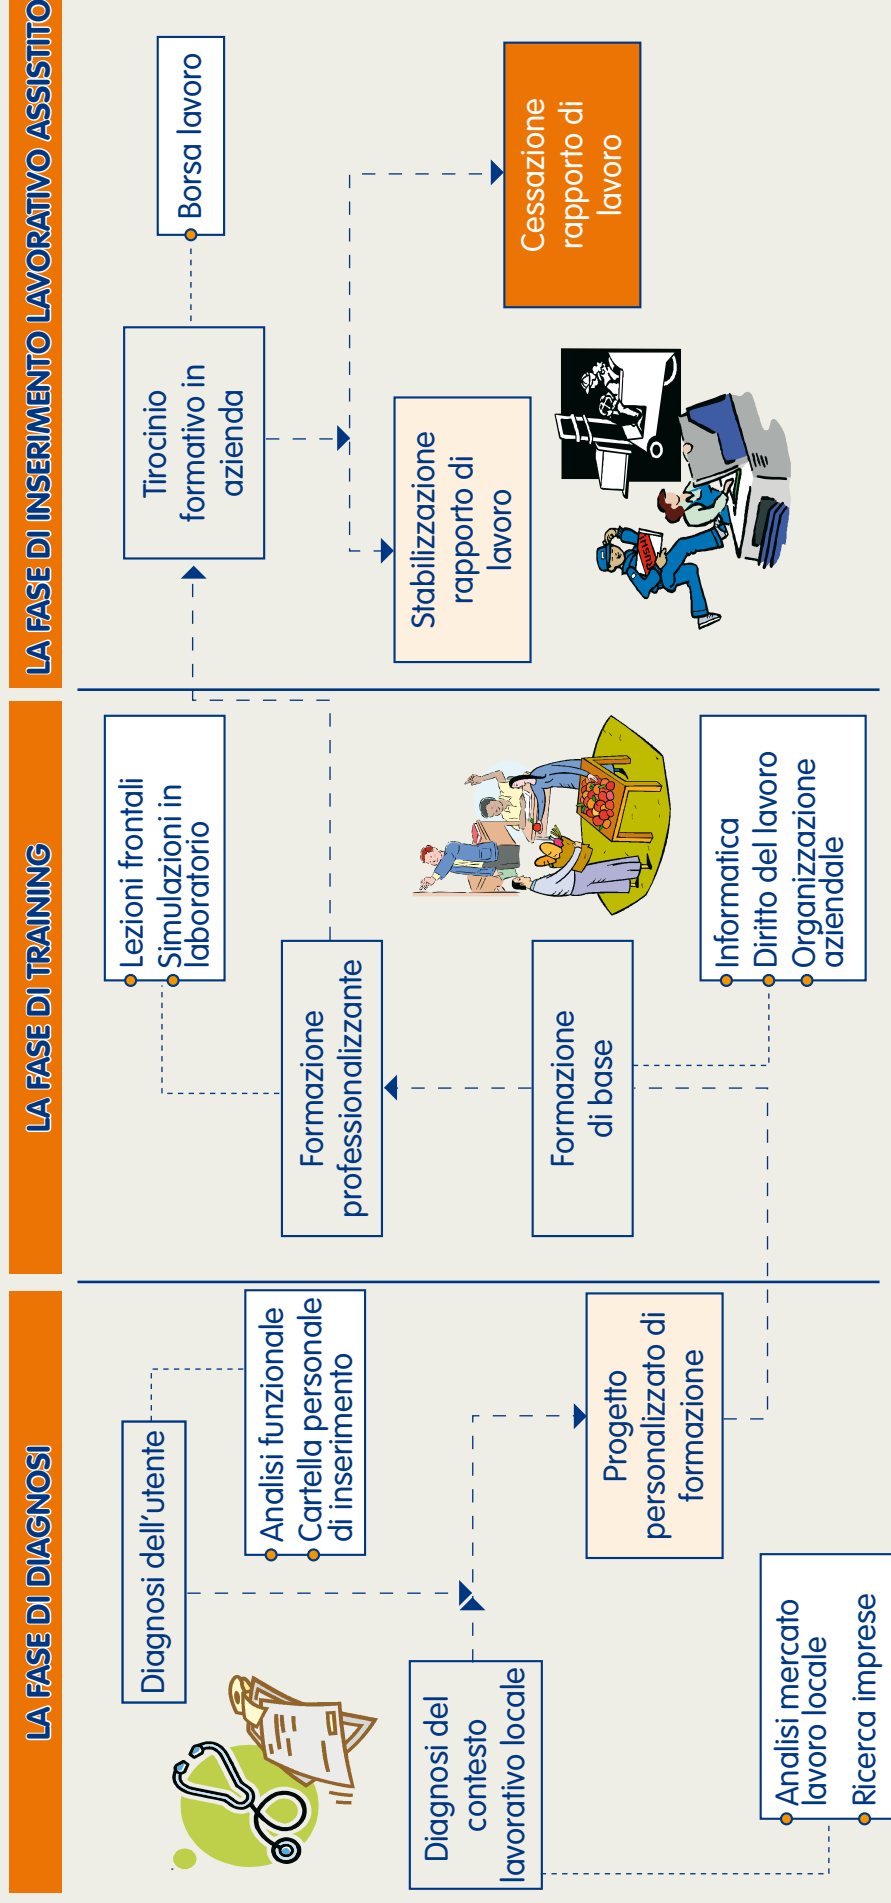 LA FASE DI DIAGNOSI
Diagnosi dell'utente
Analisi funzionale
Cartella personale
di inserimento
Diagnosi del
contesto
lavorativo locale
Progetto
personalizzato di
formazione
Analisi mercato
lavoro locale
Ricerca imprese
LA FASE DI TRAINING
Lezioni frontali
Simulazioni in
laboratorio
Formazione
professionalizzante
Formazione
di base
Informatica
Diritto del lavoro
Organizzazione
aziendale
LA FASE DI INSERIMENTO LAVORATIVO ASSISTITO
Tirocinio
formativo in
azienda
Borsa lavoro
Stabilizzazione
rapporto di
lavoro
Cessazione
rapporto di
lavoro